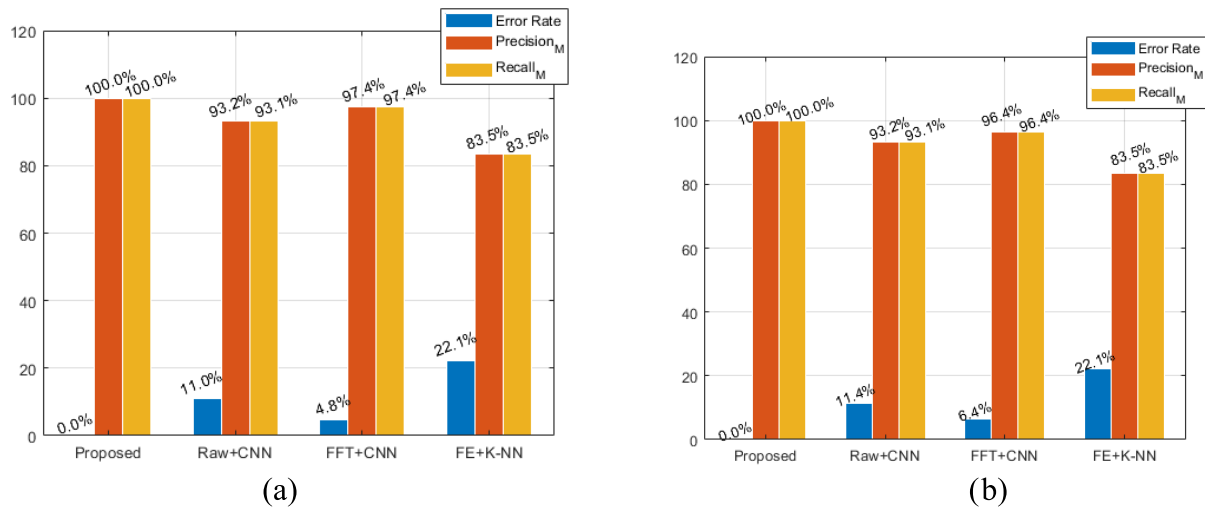 Error Rate
Precision_M
Recall_M
120
100
80
60
40
20
0
100.0%
100.0%
93.2%
93.1%
97.4%
97.4%
83.5%
83.5%
0.0%
11.0%
4.8%
22.1%
Proposed
Raw+CNN
FFT+CNN
FE+K-NN
(a)
Error Rate
Precision_M
Recall_M
120
100
80
60
40
20
0
100.0%
100.0%
93.2%
93.1%
96.4%
96.4%
83.5%
83.5%
0.0%
11.4%
6.4%
22.1%
Proposed
Raw+CNN
FFT+CNN
FE+K-NN
(b)